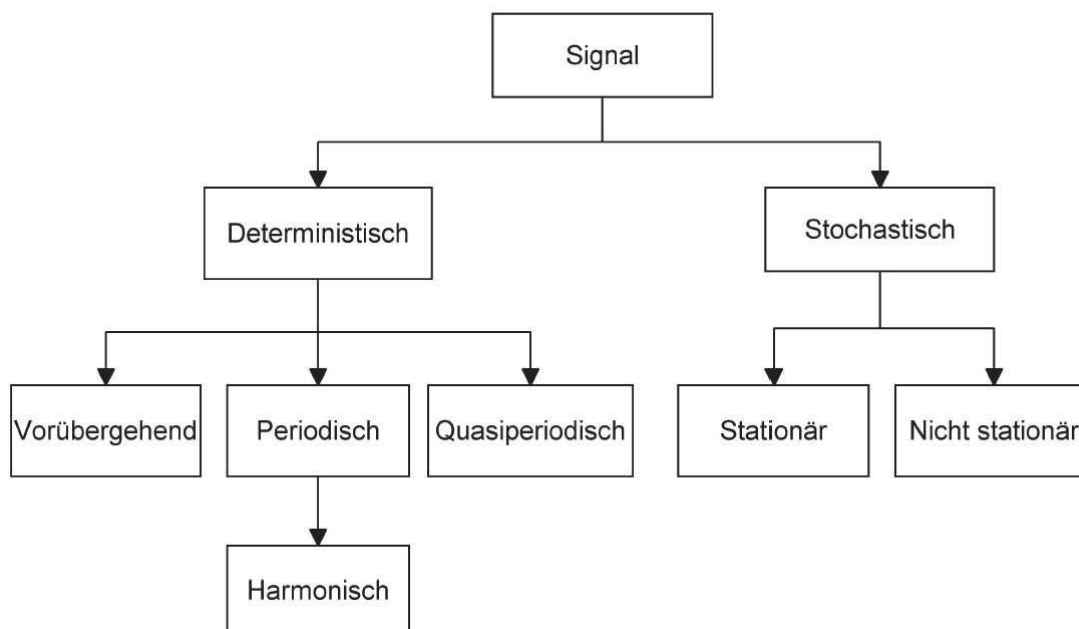 Signal
Deterministisch
Stochastisch
Vorübergehend
Periodisch
Quasiperiodisch
Stationär
Nicht stationär
Harmonisch